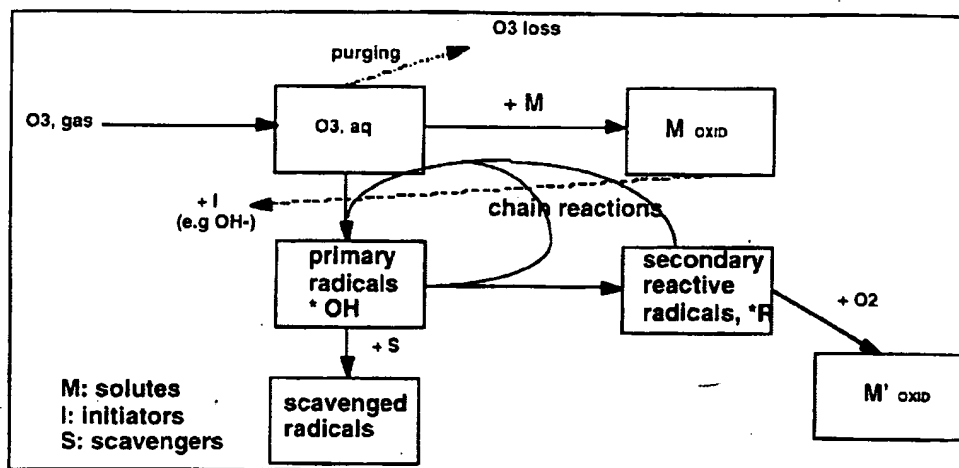 O3 loss
purging
+ M
O3, gas
O3, aq
M OXID
+ I
(e.g OH-)
chain reactions
primary
radicals
* OH
secondary
reactive
radicals, *R
+ O2
+ S
M: solutes
I: initiators
S: scavengers
scavenged
radicals
M' OXID